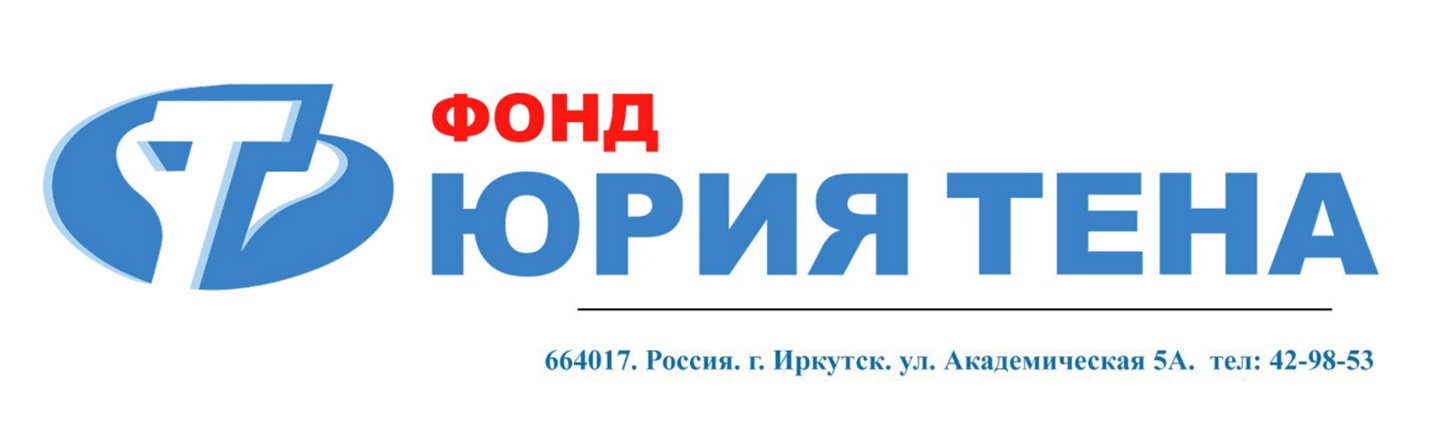 ФОНД
ЮРИЯ ТЕНА
664017. Россия. г. Иркутск. ул. Академическая 5А. тел: 42-98-53